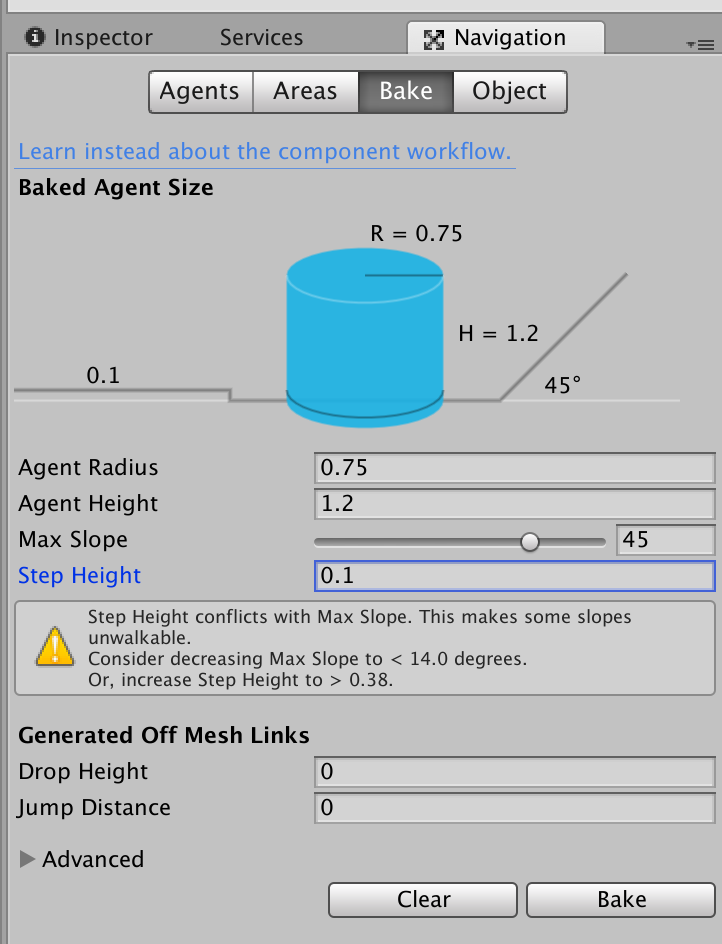 Inspector Services Navigation
Agents Areas Bake Object
Learn instead about the component workflow.
Baked Agent Size
R = 0.75
H = 1.2
0.1
45°
Agent Radius 0.75
Agent Height 1.2
Max Slope 45
Step Height 0.1
Step Height conflicts with Max Slope. This makes some slopes
unwalkable.
Consider decreasing Max Slope to < 14.0 degrees.
Or, increase Step Height to > 0.38.
Generated Off Mesh Links
Drop Height 0
Jump Distance 0
Advanced
Clear Bake